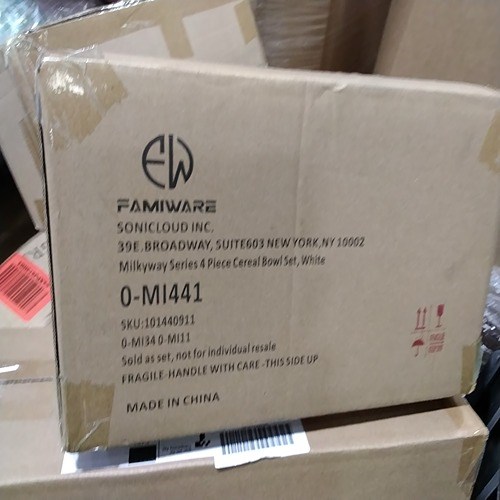 FW
FAMIWARE
SONICLOUD INC.
39E.BROADWAY, SUITE603 NEW YORK,NY 10002
Milkyway Series 4 Piece Cereal Bowl Set, White
0-MI441
SKU:101440911
0-MI34 0-MI11
Sold as set, not for individual resale
FRAGILE-HANDLE WITH CARE-THIS SIDE UP
MADE IN CHINA